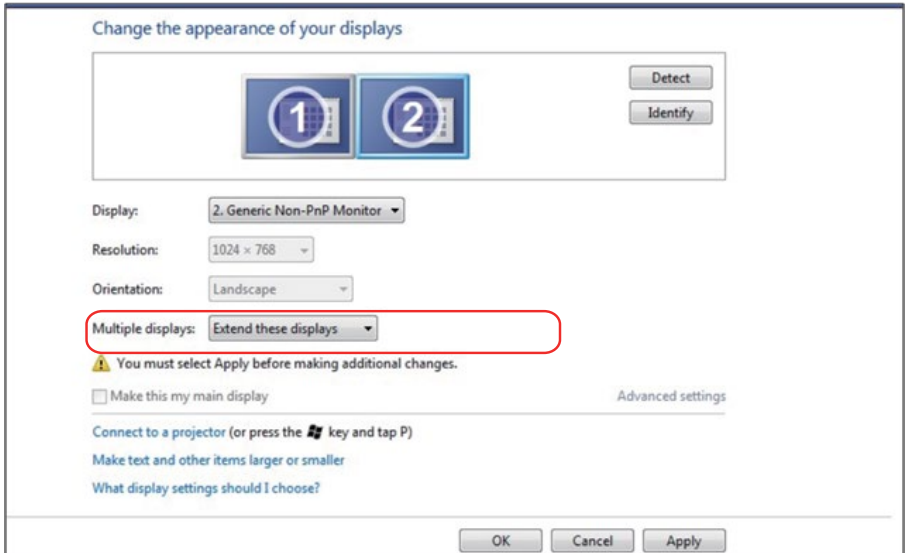 Change the appearance of your displays
1
2
Detect
Identify
Display:
2. Generic Non-PnP Monitor
Resolution:
1024 × 768
Orientation:
Landscape
Multiple displays:
Extend these displays
You must select Apply before making additional changes.
Make this my main display
Advanced settings
Connect to a projector (or press the key and tap P)
Make text and other items larger or smaller
What display settings should I choose?
OK
Cancel
Apply